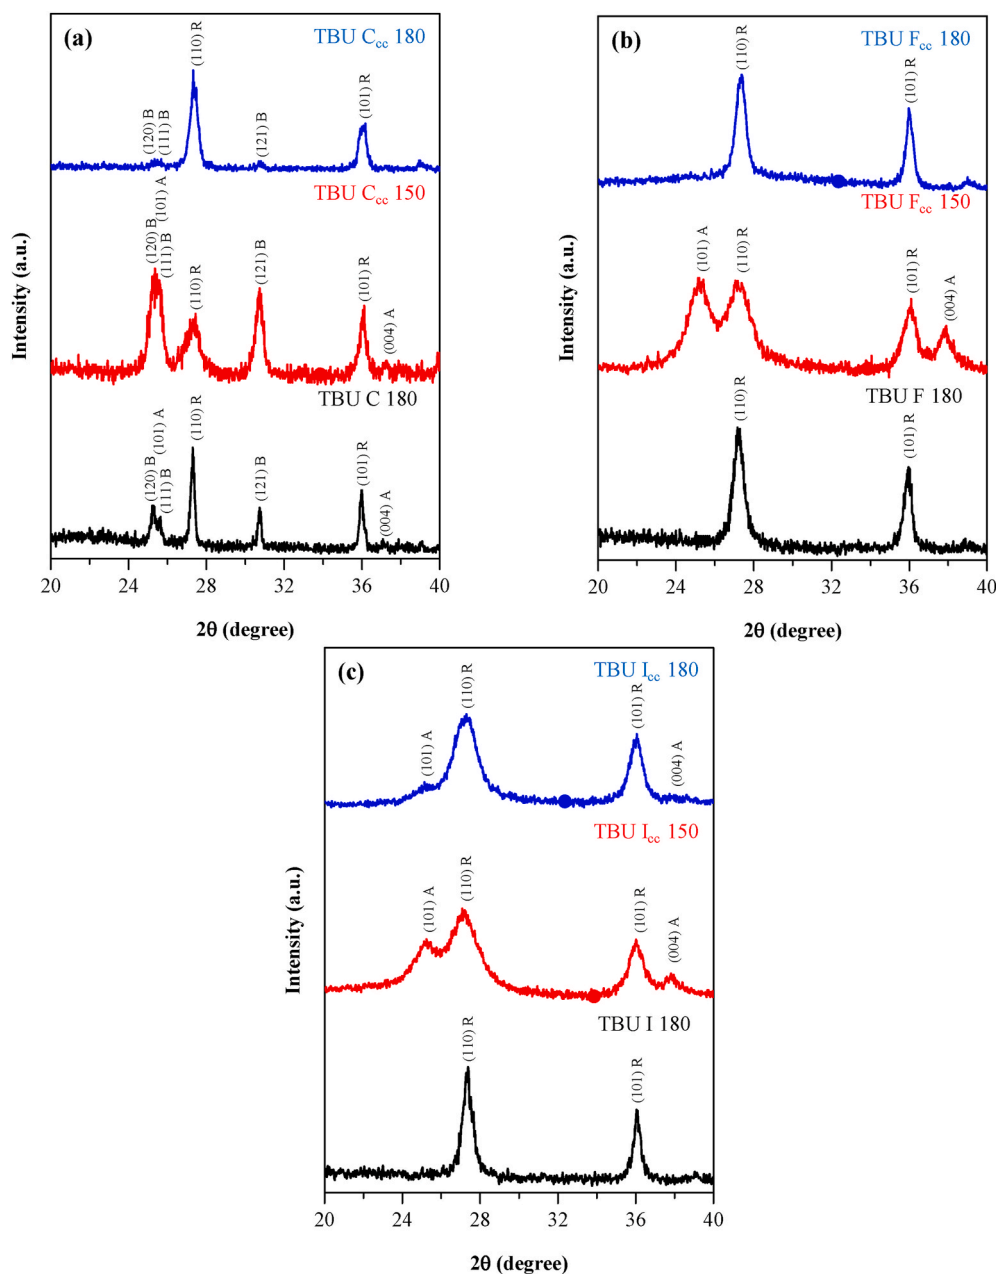 (a)
TBU Ccc 180
(120) B
(111) B
(110) R
(121) B
(101) R
TBU Ccc 150
(120) B
(101) A
(111) B
(110) R
(121) B
(101) R
(004) A
TBU C 180
(120) B
(101) A
(111) B
(110) R
(121) B
(101) R
(004) A
Intensity (a.u.)
20 24 28 32 36 40
2θ (degree)
(b)
TBU Fcc 180
(110) R
(101) R
TBU Fcc 150
(101) A
(110) R
(101) R
(004) A
TBU F 180
(110) R
(101) R
Intensity (a.u.)
20 24 28 32 36 40
2θ (degree)
(c)
TBU Icc 180
(101) A
(110) R
(101) R
(004) A
TBU Icc 150
(101) A
(110) R
(101) R
(004) A
TBU I 180
(110) R
(101) R
Intensity (a.u.)
20 24 28 32 36 40
2θ (degree)